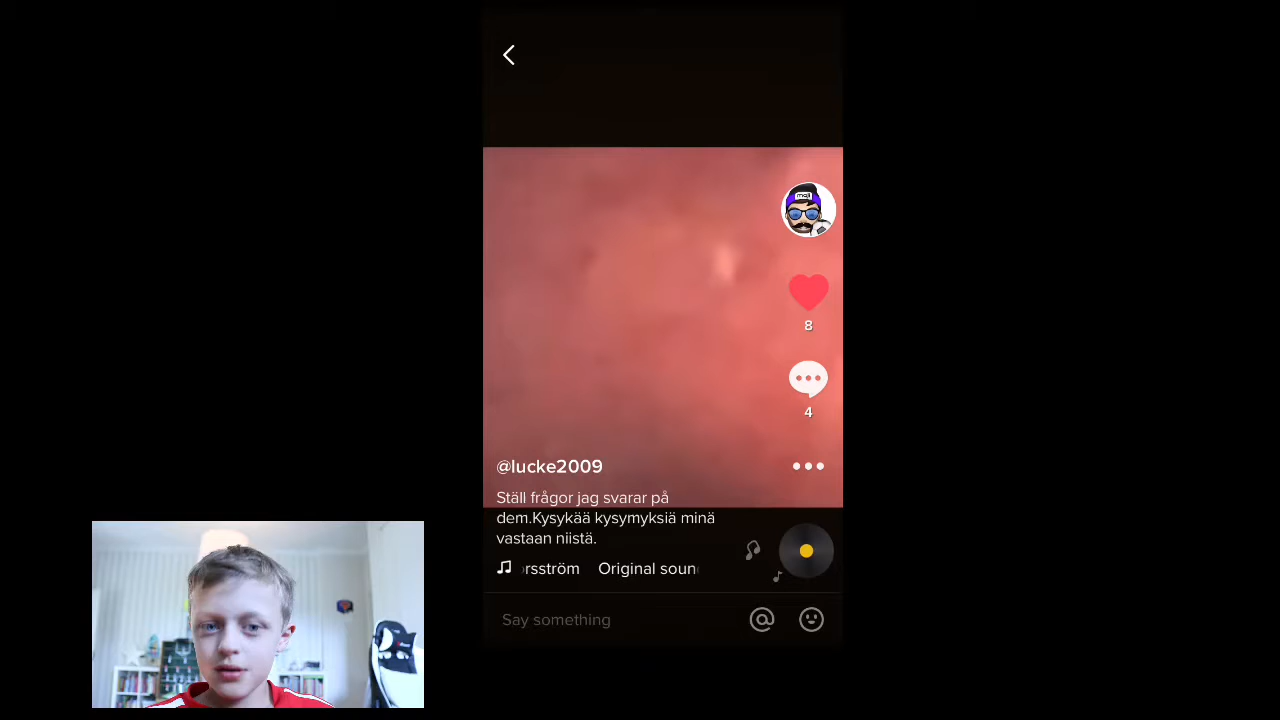 8
4
@lucke2009
Ställ frågor jag svarar på
dem.Kysykää kysymyksiä minä
vastaan niistä.
rsström Original soun
Say something